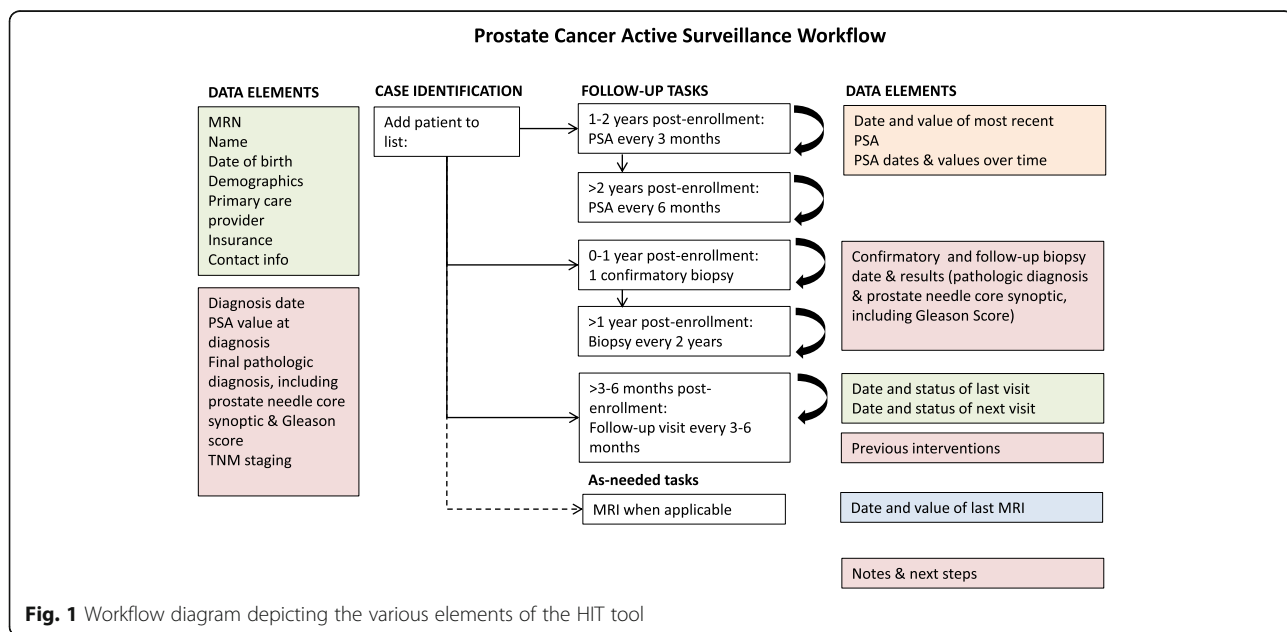 Prostate Cancer Active Surveillance Workflow
DATA ELEMENTS
MRN
Name
Date of birth
Demographics
Primary care
provider
Insurance
Contact info
Diagnosis date
PSA value at
diagnosis
Final pathologic
diagnosis, including
prostate needle core
synoptic & Gleason
score
TNM staging
CASE IDENTIFICATION
Add patient to
list:
FOLLOW-UP TASKS
1-2 years post-enrollment:
PSA every 3 months
>2 years post-enrollment:
PSA every 6 months
0-1 year post-enrollment:
1 confirmatory biopsy
>1 year post-enrollment:
Biopsy every 2 years
>3-6 months post-
enrollment:
Follow-up visit every 3-6
months
As-needed tasks
MRI when applicable
DATA ELEMENTS
Date and value of most recent
PSA
PSA dates & values over time
Confirmatory and follow-up biopsy
date & results (pathologic diagnosis
& prostate needle core synoptic,
including Gleason Score)
Date and status of last visit
Date and status of next visit
Previous interventions
Date and value of last MRI
Notes & next steps
Fig. 1 Workflow diagram depicting the various elements of the HIT tool